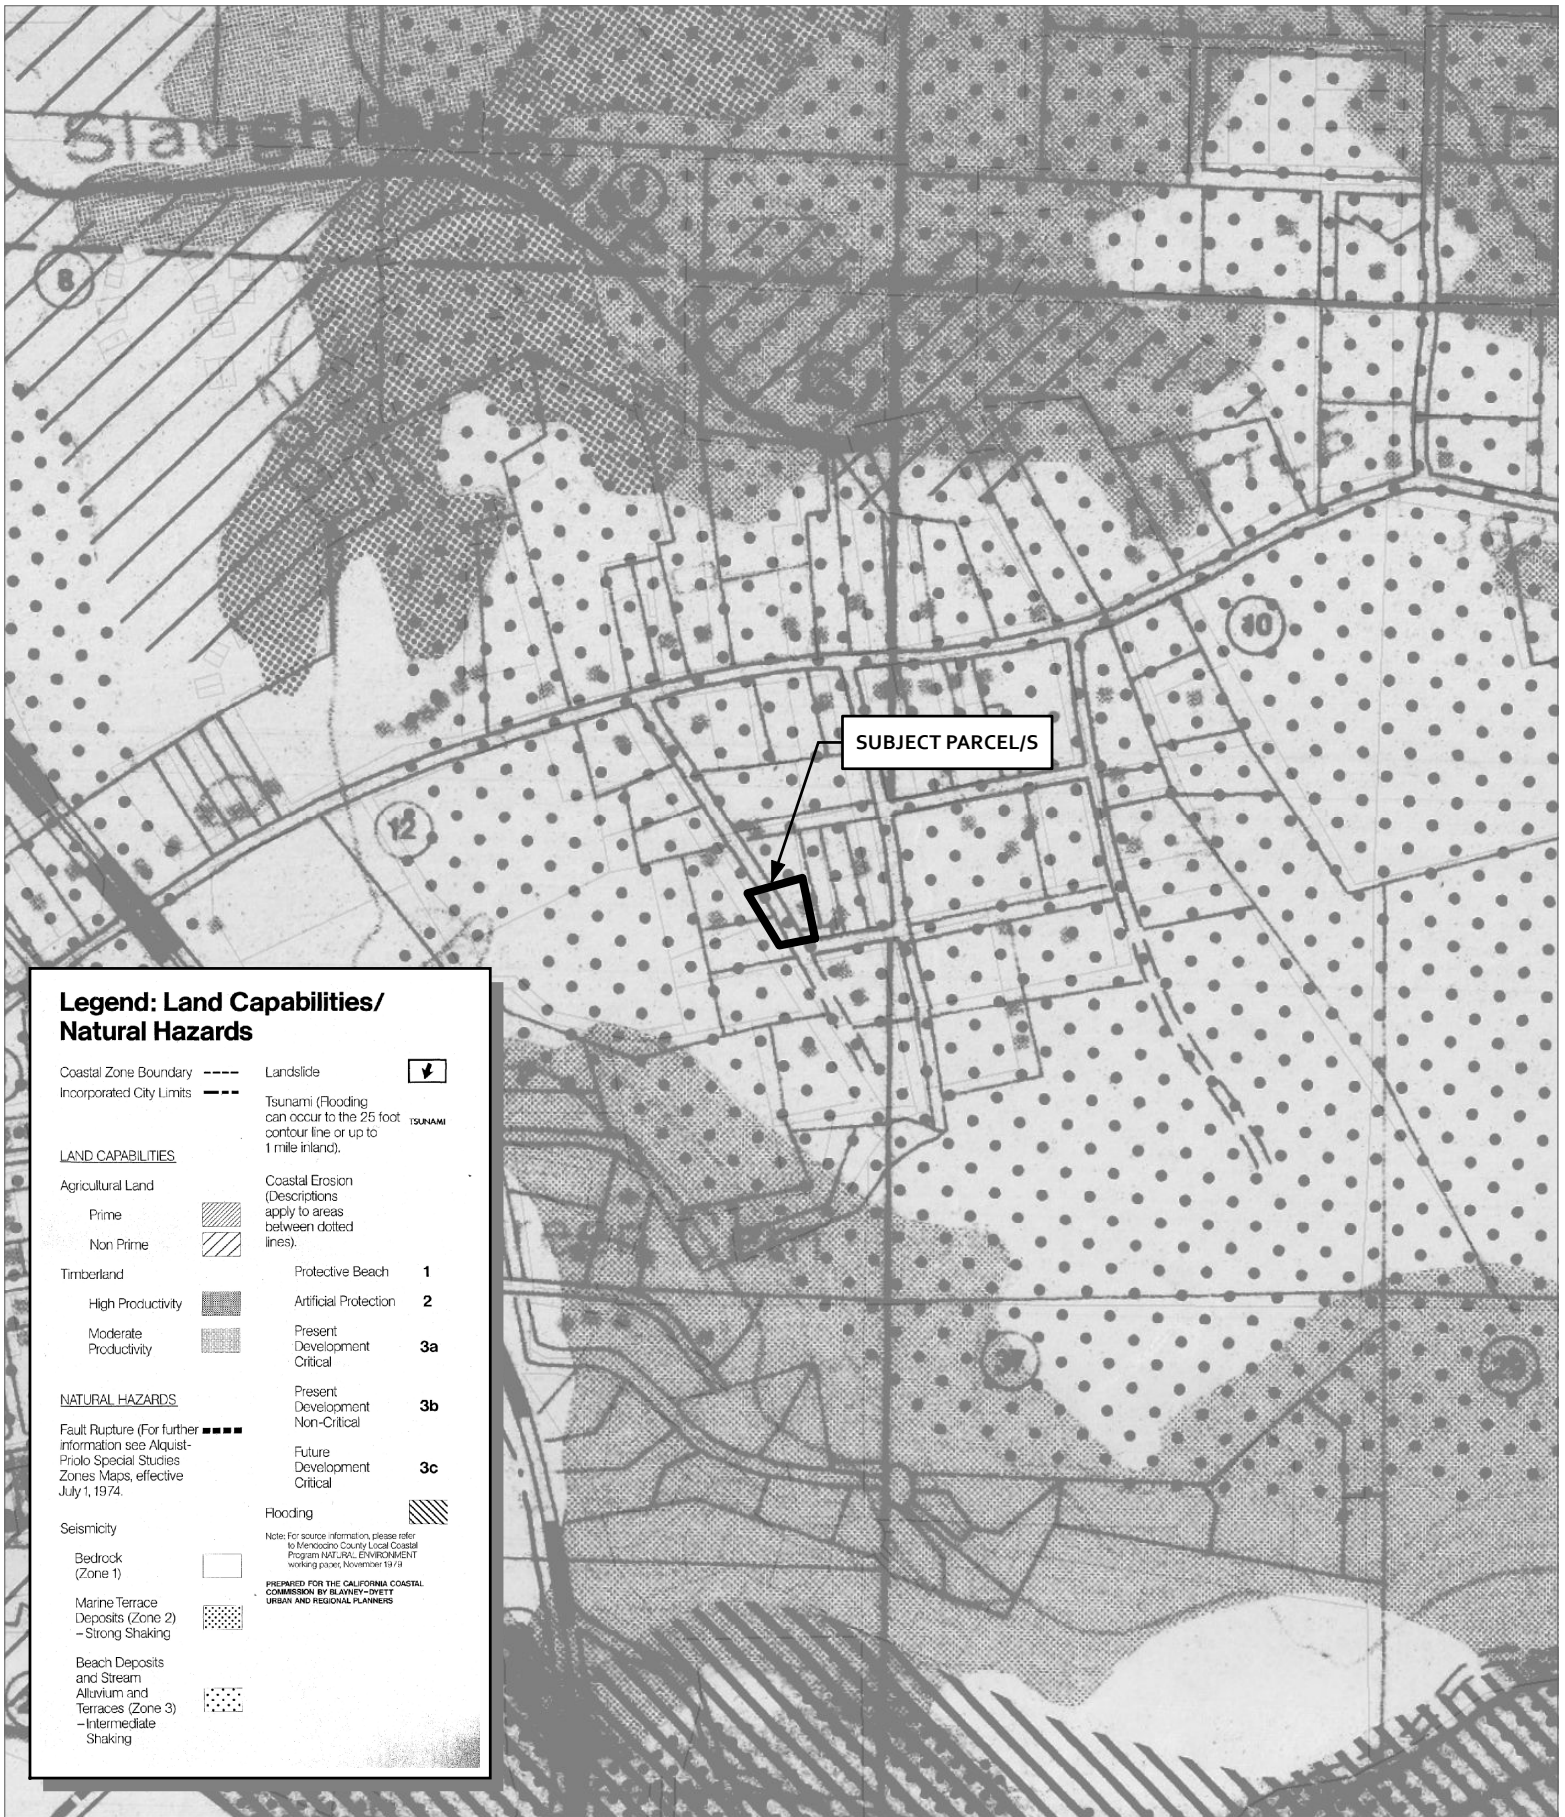 Slaugh
8
10
SUBJECT PARCEL/S
12
37
Legend: Land Capabilities/
Natural Hazards
Coastal Zone Boundary
Incorporated City Limits
LAND CAPABILITIES
Agricultural Land
Prime
Non Prime
Timberland
High Productivity
Moderate
Productivity
NATURAL HAZARDS
Fault Rupture (For further
information see Alquist-
Priolo Special Studies
Zones Maps, effective
July 1, 1974.
Seismicity
Bedrock
(Zone 1)
Marine Terrace
Deposits (Zone 2)
–Strong Shaking
Beach Deposits
and Stream
Alluvium and
Terraces (Zone 3)
–Intermediate
Shaking
Landslide
Tsunami (Flooding
can occur to the 25 foot
contour line or up to
1 mile inland).
TSUNAMI
Coastal Erosion
(Descriptions
apply to areas
between dotted
lines).
Protective Beach 1
Artificial Protection 2
Present
Development 3a
Critical
Present
Development 3b
Non-Critical
Future
Development 3c
Critical
Flooding
Note: For source information, please refer
to Mendocino County Local Coastal
Program NATURAL ENVIRONMENT
working paper, November 1979
PREPARED FOR THE CALIFORNIA COASTAL
COMMISSION BY BLAYNEY–DYETT
URBAN AND REGIONAL PLANNERS